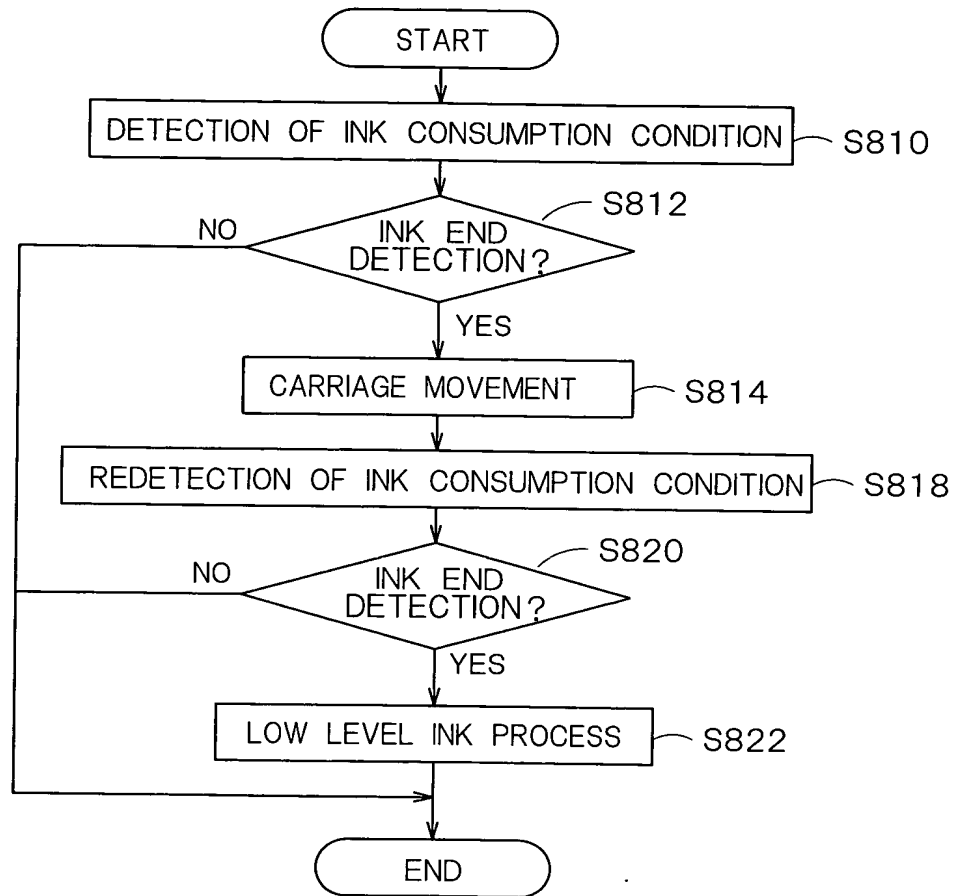 START
DETECTION OF INK CONSUMPTION CONDITION
S810
S812
NO
INK END
DETECTION?
YES
CARRIAGE MOVEMENT
S814
REDETECTION OF INK CONSUMPTION CONDITION
S818
S820
NO
INK END
DETECTION?
YES
LOW LEVEL INK PROCESS
S822
END